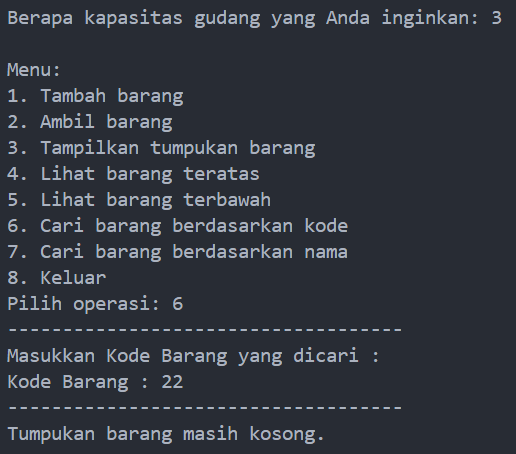 Berapa kapasitas gudang yang Anda inginkan: 3
Menu:
1. Tambah barang
2. Ambil barang
3. Tampilkan tumpukan barang
4. Lihat barang teratas
5. Lihat barang terbawah
6. Cari barang berdasarkan kode
7. Cari barang berdasarkan nama
8. Keluar
Pilih operasi: 6
------------------------------------
Masukkan Kode Barang yang dicari :
Kode Barang : 22
------------------------------------
Tumpukan barang masih kosong.